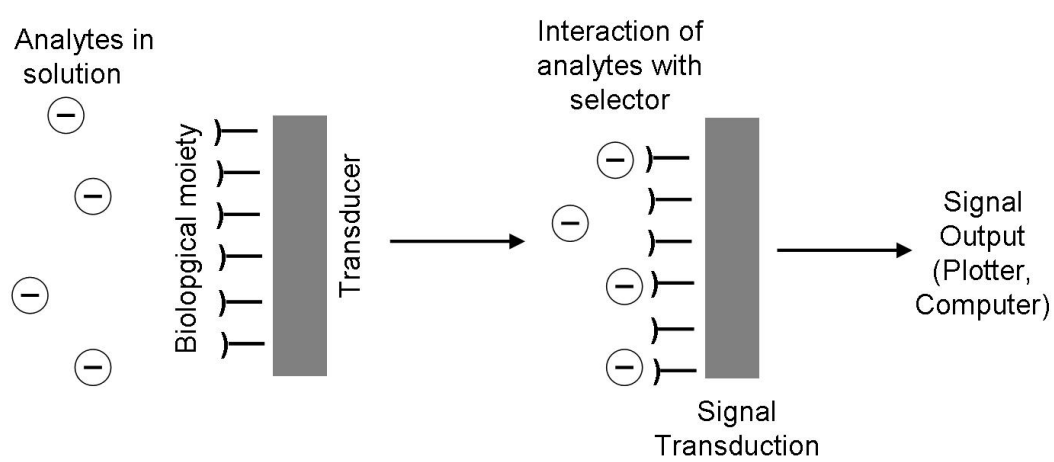 Analytes in
solution
Biolopgical moiety
Transducer
Interaction of
analytes with
selector
Signal
Transduction
Signal
Output
(Plotter,
Computer)